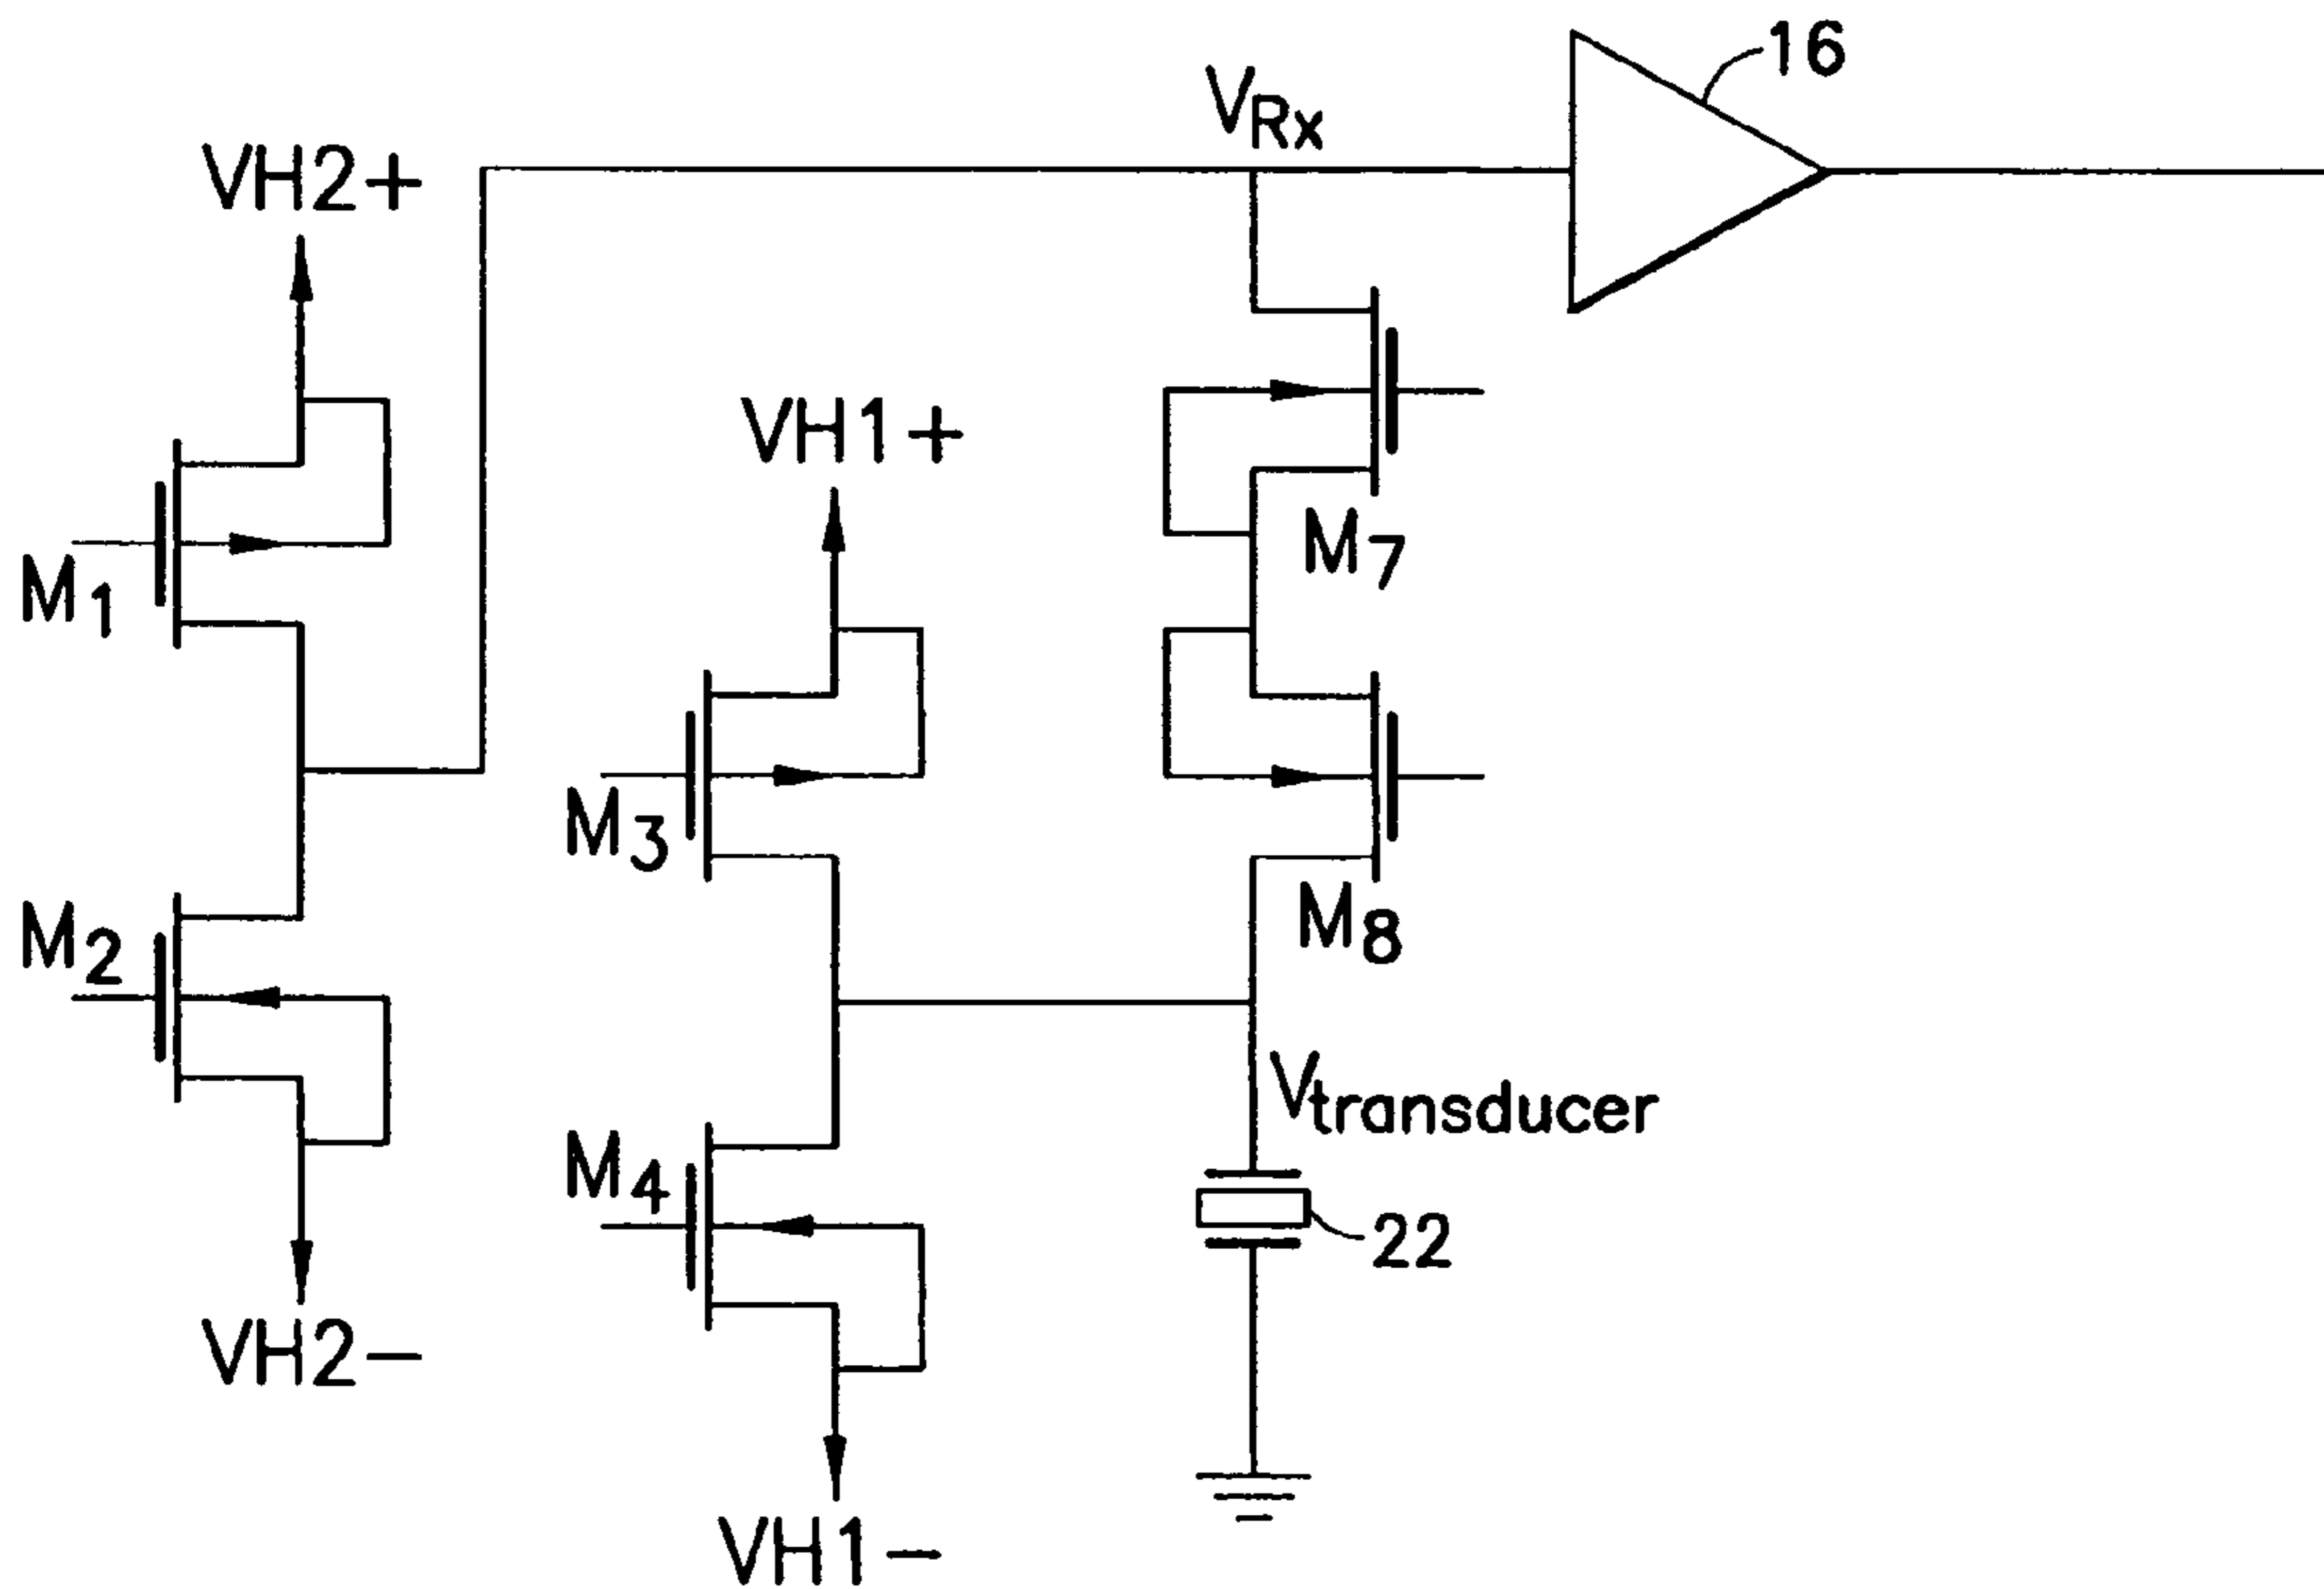 16
VRx
VH2+
VH1+
M1
M7
M3
M8
M2
Vtransducer
M4
22
VH2-
VH1-